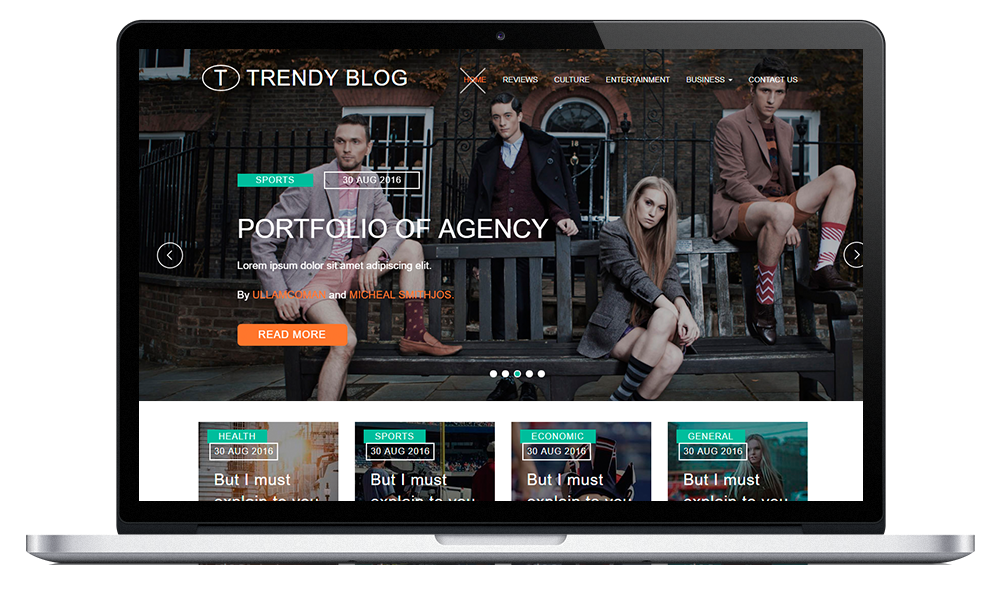 T TRENDY BLOG
HOME REVIEWS CULTURE ENTERTAINMENT BUSINESS CONTACT US
SPORTS 30 AUG 2016
PORTFOLIO OF AGENCY
Lorem ipsum dolor sit amet adipiscing elit.
By ULLAMCOMAN and MICHEAL SMITHJOS.
READ MORE
HEALTH
30 AUG 2016
But I must
explain to you
SPORTS
30 AUG 2016
But I must
explain to you
ECONOMIC
30 AUG 2016
But I must
explain to you
GENERAL
30 AUG 2016
But I must
explain to you